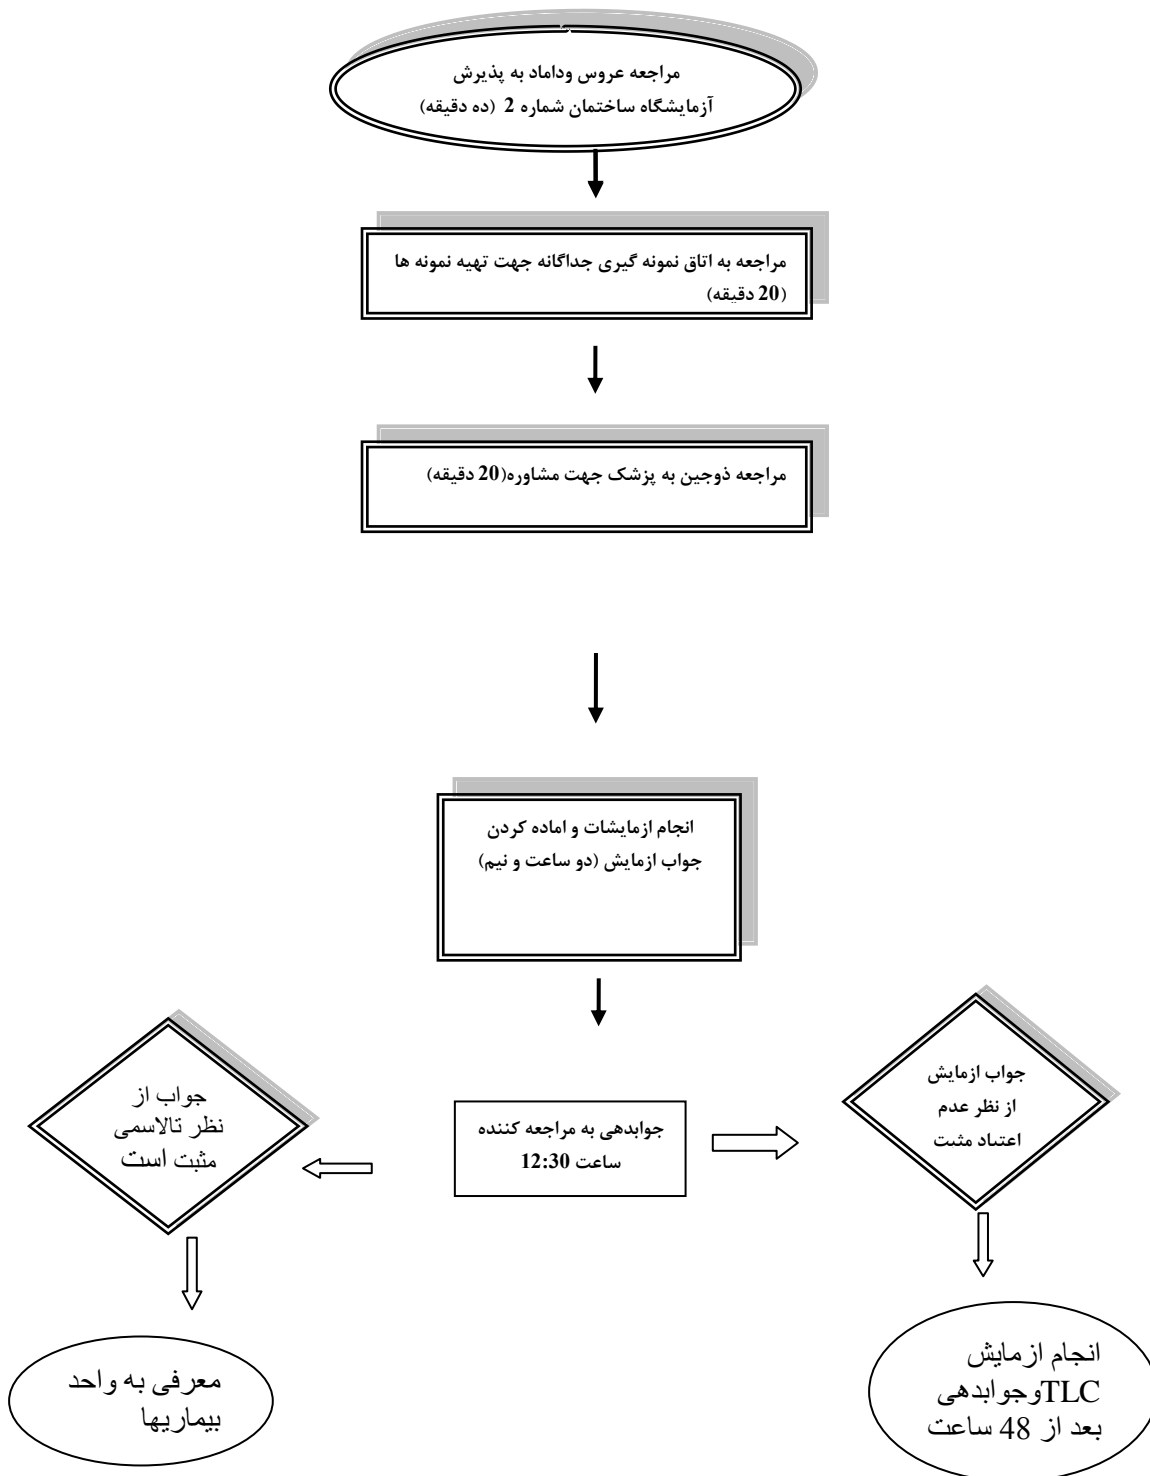 مراجعه عروس وداماد به پذیرش
آزمایشگاه ساختمان شماره 2 (ده دقیقه)
مراجعه به اتاق نمونه گیری جداگانه جهت تهیه نمونه ها
(20 دقیقه)
مراجعه ذوجین به پزشک جهت مشاوره(20 دقیقه)
انجام ازمایشات و اماده کردن
جواب ازمایش (دو ساعت و نیم)
جواب ازمایش
از نظر عدم
اعتیاد مثبت
جوابدهی به مراجعه کننده
ساعت 12:30
جواب از
نظر تالاسمی
مثبت است
انجام ازمایش
TLCوجوابدهی
بعد از 48 ساعت
معرفی به واحد
بیماریها